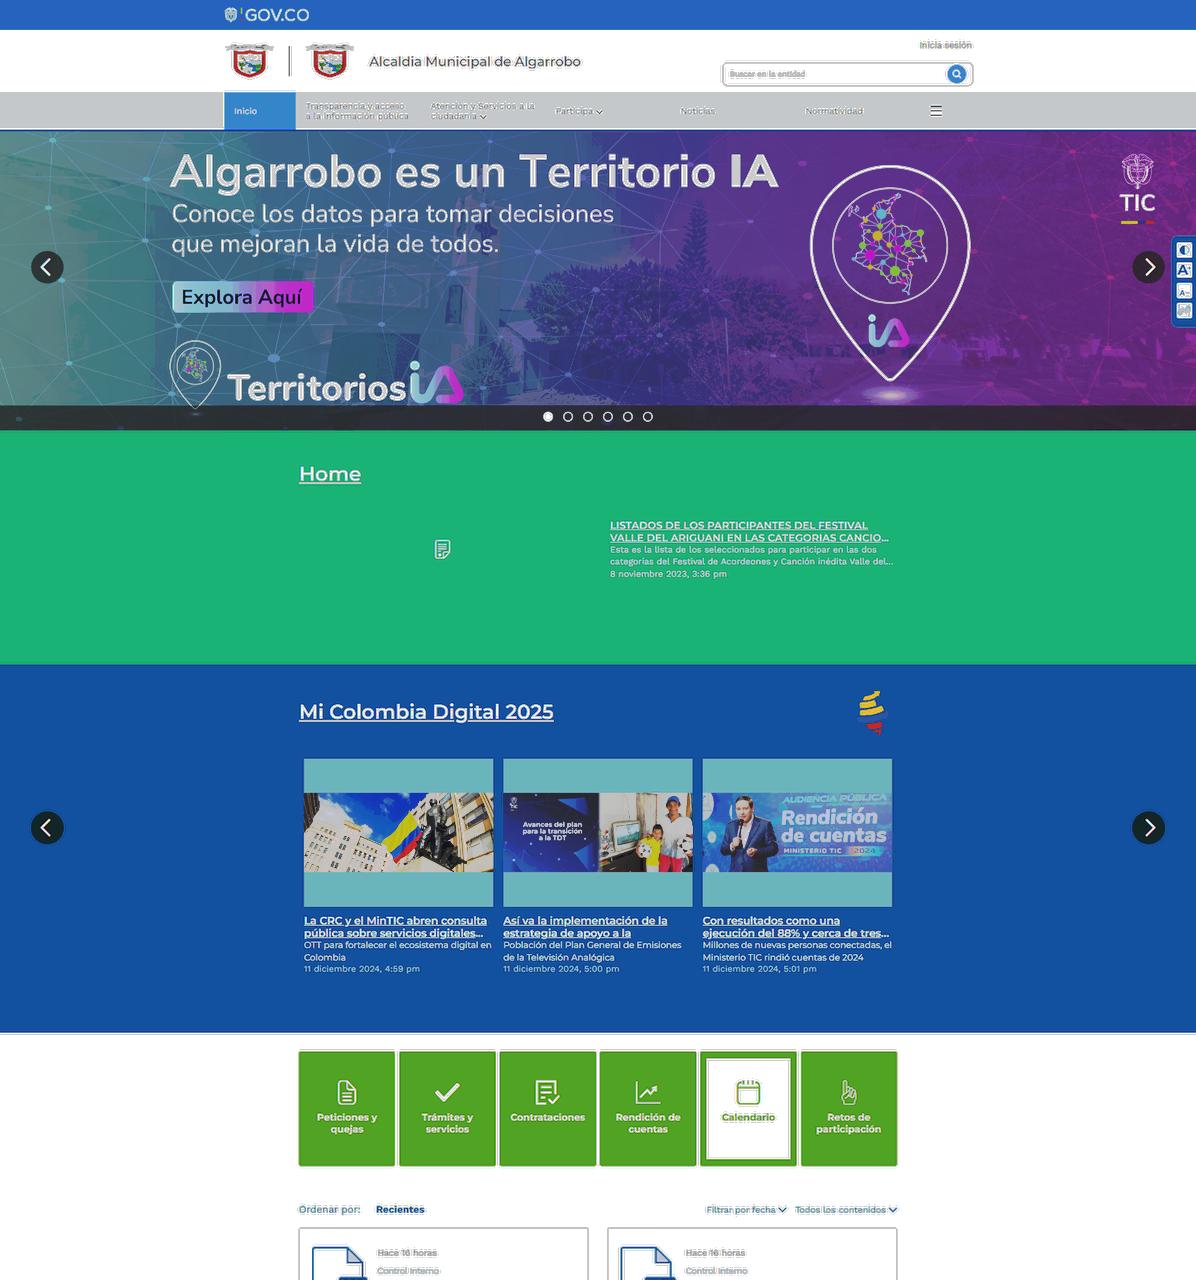 GOV.CO
Inicia sesión
Alcaldia Municipal de Algarrobo
Buscar en la entidad
Inicio
Transparencia y acceso
a la información pública
Atención y Servicios a la
ciudadanía
Participa
Noticias
Normatividad
Algarrobo es un Territorio IA
Conoce los datos para tomar decisiones
que mejoran la vida de todos.
Explora Aquí
TIC
iA
Territorios iA
Home
LISTADOS DE LOS PARTICIPANTES DEL FESTIVAL
VALLE DEL ARIGUANI EN LAS CATEGORIAS CANCIO...
Esta es la lista de los seleccionados para participar en las dos
categorías del Festival de Acordeones y Canción inédita Valle del...
8 noviembre 2023, 3:36 pm
Mi Colombia Digital 2025
Avances del plan
para la transición
a la TDT
AUDIENCIA PÚBLICA
Rendición
de cuentas
MINISTERIO TIC 2024
La CRC y el MinTIC abren consulta
pública sobre servicios digitales...
OTT para fortalecer el ecosistema digital en
Colombia
11 diciembre 2024, 4:59 pm
Así va la implementación de la
estrategia de apoyo a la
Población del Plan General de Emisiones
de la Televisión Analógica
11 diciembre 2024, 5:00 pm
Con resultados como una
ejecución del 88% y cerca de tres...
Millones de nuevas personas conectadas, el
Ministerio TIC rindió cuentas de 2024
11 diciembre 2024, 5:01 pm
Peticiones y
quejas
Trámites y
servicios
Contrataciones
Rendición de
cuentas
Calendario
Retos de
participación
Ordenar por: Recientes
Filtrar por fecha
Todos los contenidos
Hace 16 horas
Control Interno
Hace 16 horas
Control Interno